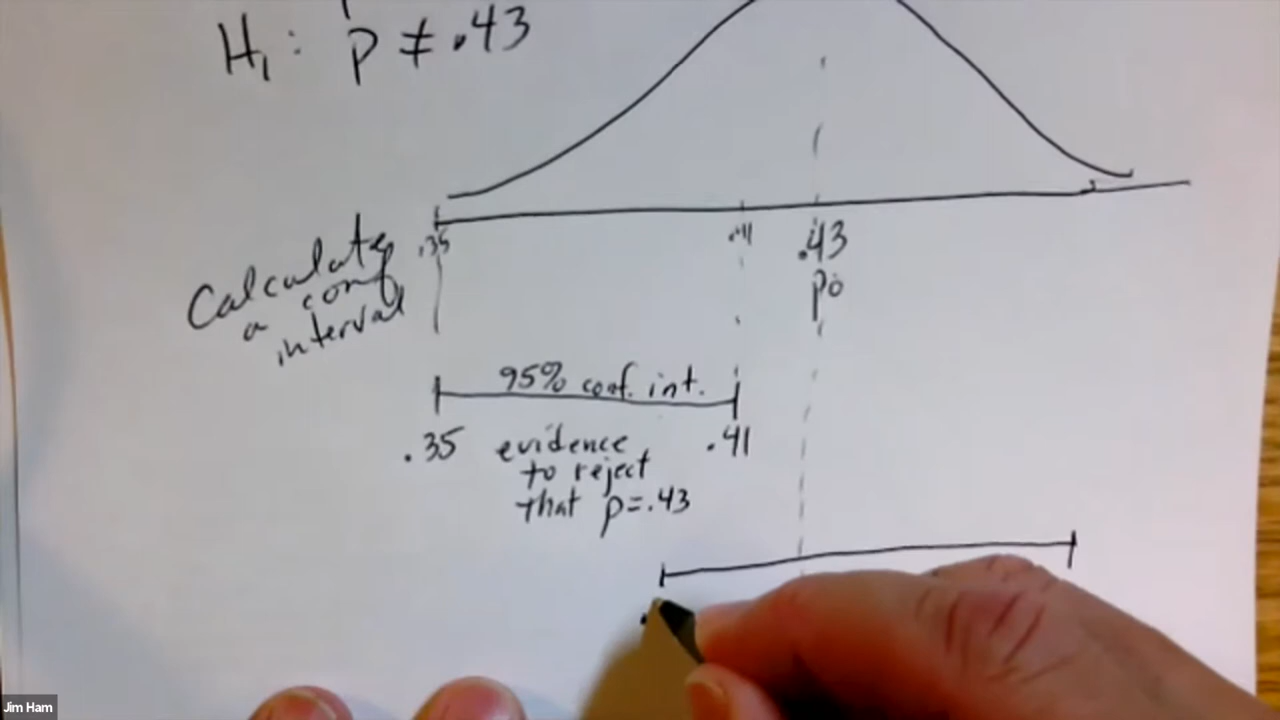 H₁: p ≠ .43
.35
.41
.43
po
Calculate
a conf
interval
95% conf. int.
.35
.41
evidence
to reject
that p=.43
Jim Ham